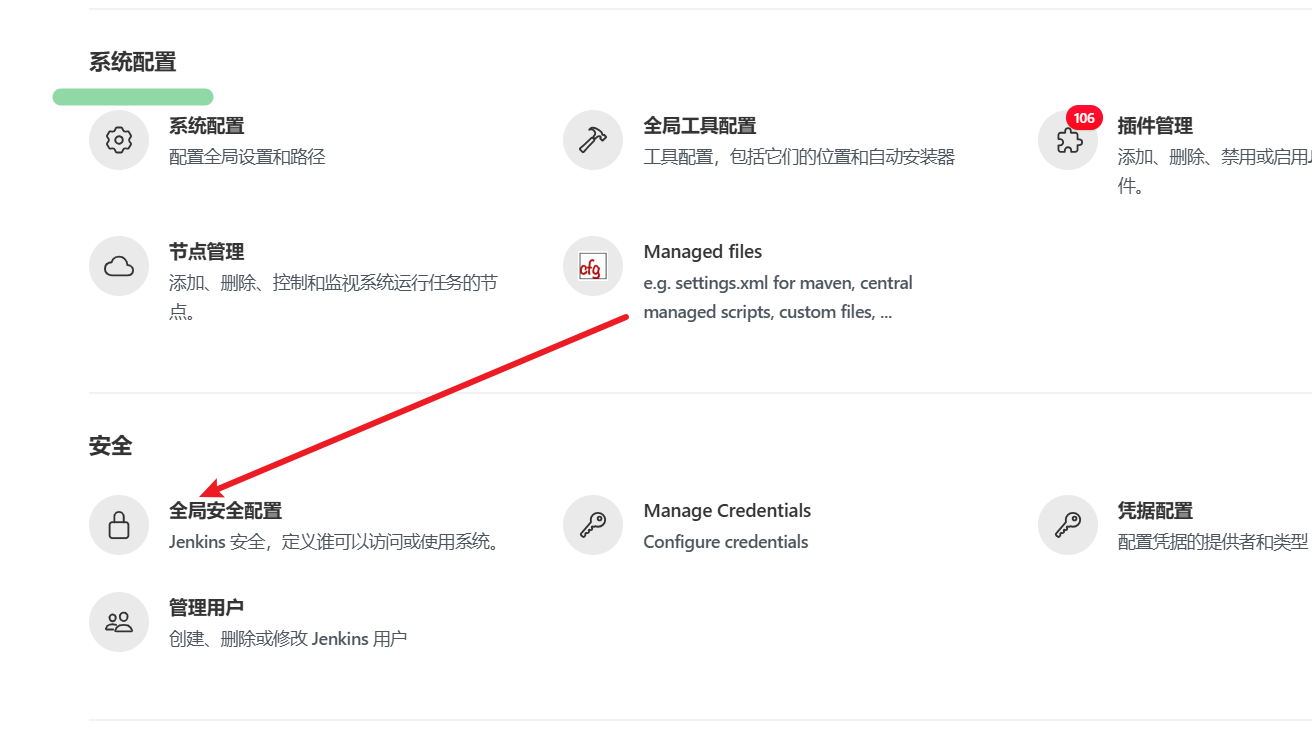 系统配置
系统配置
配置全局设置和路径
全局工具配置
工具配置，包括它们的位置和自动安装器
106
插件管理
添加、删除、禁用或启用
件。
节点管理
添加、删除、控制和监视系统运行任务的节
点。
cfg
Managed files
e.g. settings.xml for maven, central
managed scripts, custom files, ...
安全
全局安全配置
Jenkins 安全，定义谁可以访问或使用系统。
Manage Credentials
Configure credentials
凭据配置
配置凭据的提供者和类型
管理用户
创建、删除或修改 Jenkins 用户